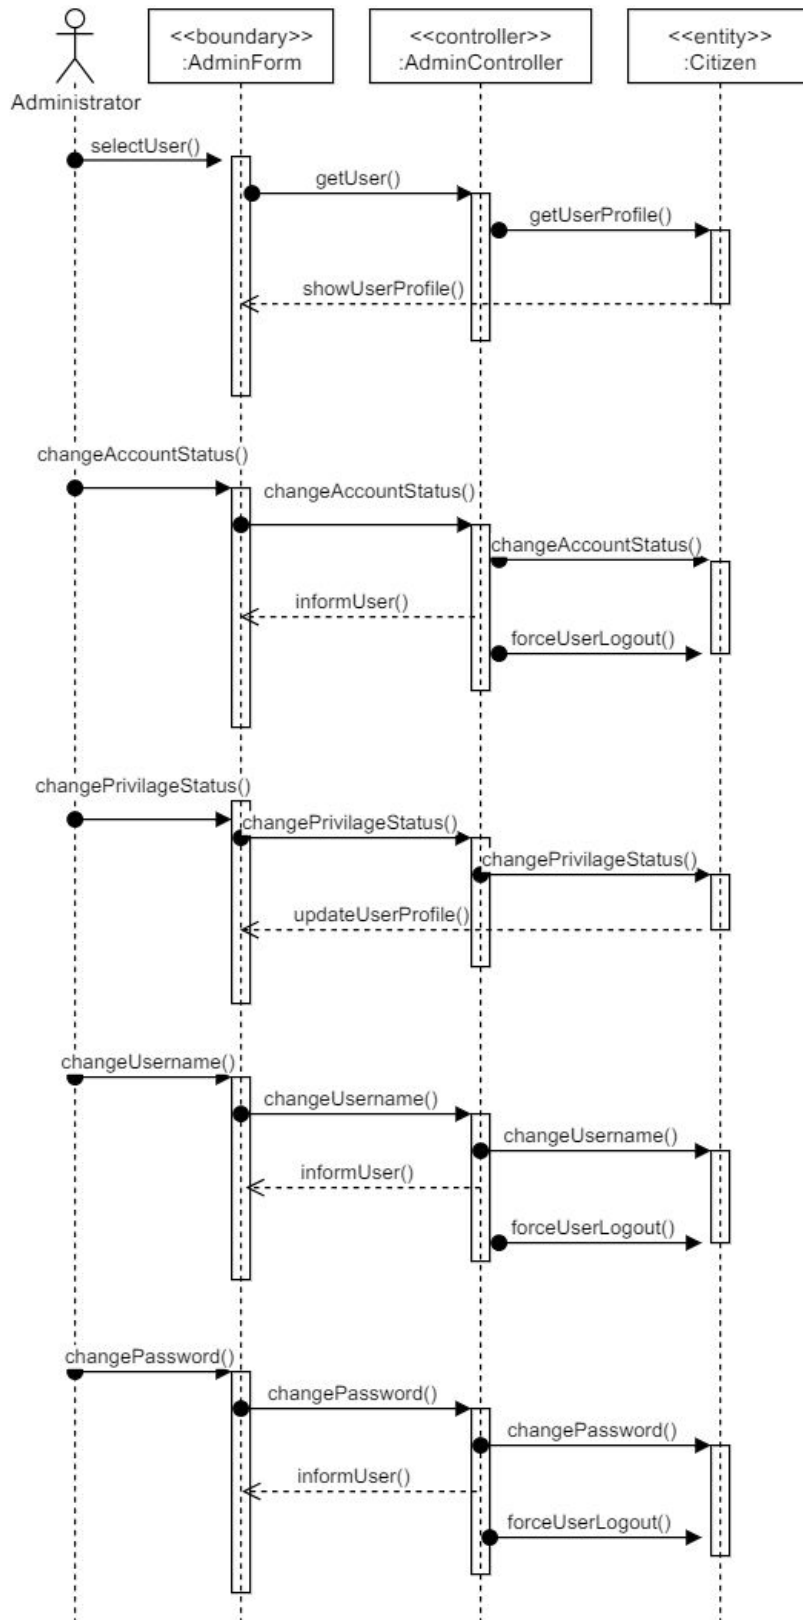 <<boundary>>
:AdminForm
<<controller>>
:AdminController
<<entity>>
:Citizen
Administrator
selectUser()
getUser()
getUserProfile()
showUserProfile()
changeAccountStatus()
changeAccountStatus()
changeAccountStatus()
informUser()
forceUserLogout()
changePrivilageStatus()
changePrivilageStatus()
changePrivilageStatus()
updateUserProfile()
changeUsername()
changeUsername()
changeUsername()
informUser()
forceUserLogout()
changePassword()
changePassword()
changePassword()
informUser()
forceUserLogout()